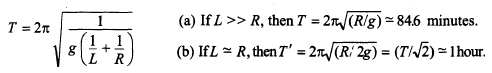 T = 2π √(1 / (g(1/L + 1/R)))
(a) If L >> R, then T = 2π√(R/g) ≃ 84.6 minutes.
(b) If L ≃ R, then T' = 2π√(R/2g) = (T/√2) ≃ 1 hour.